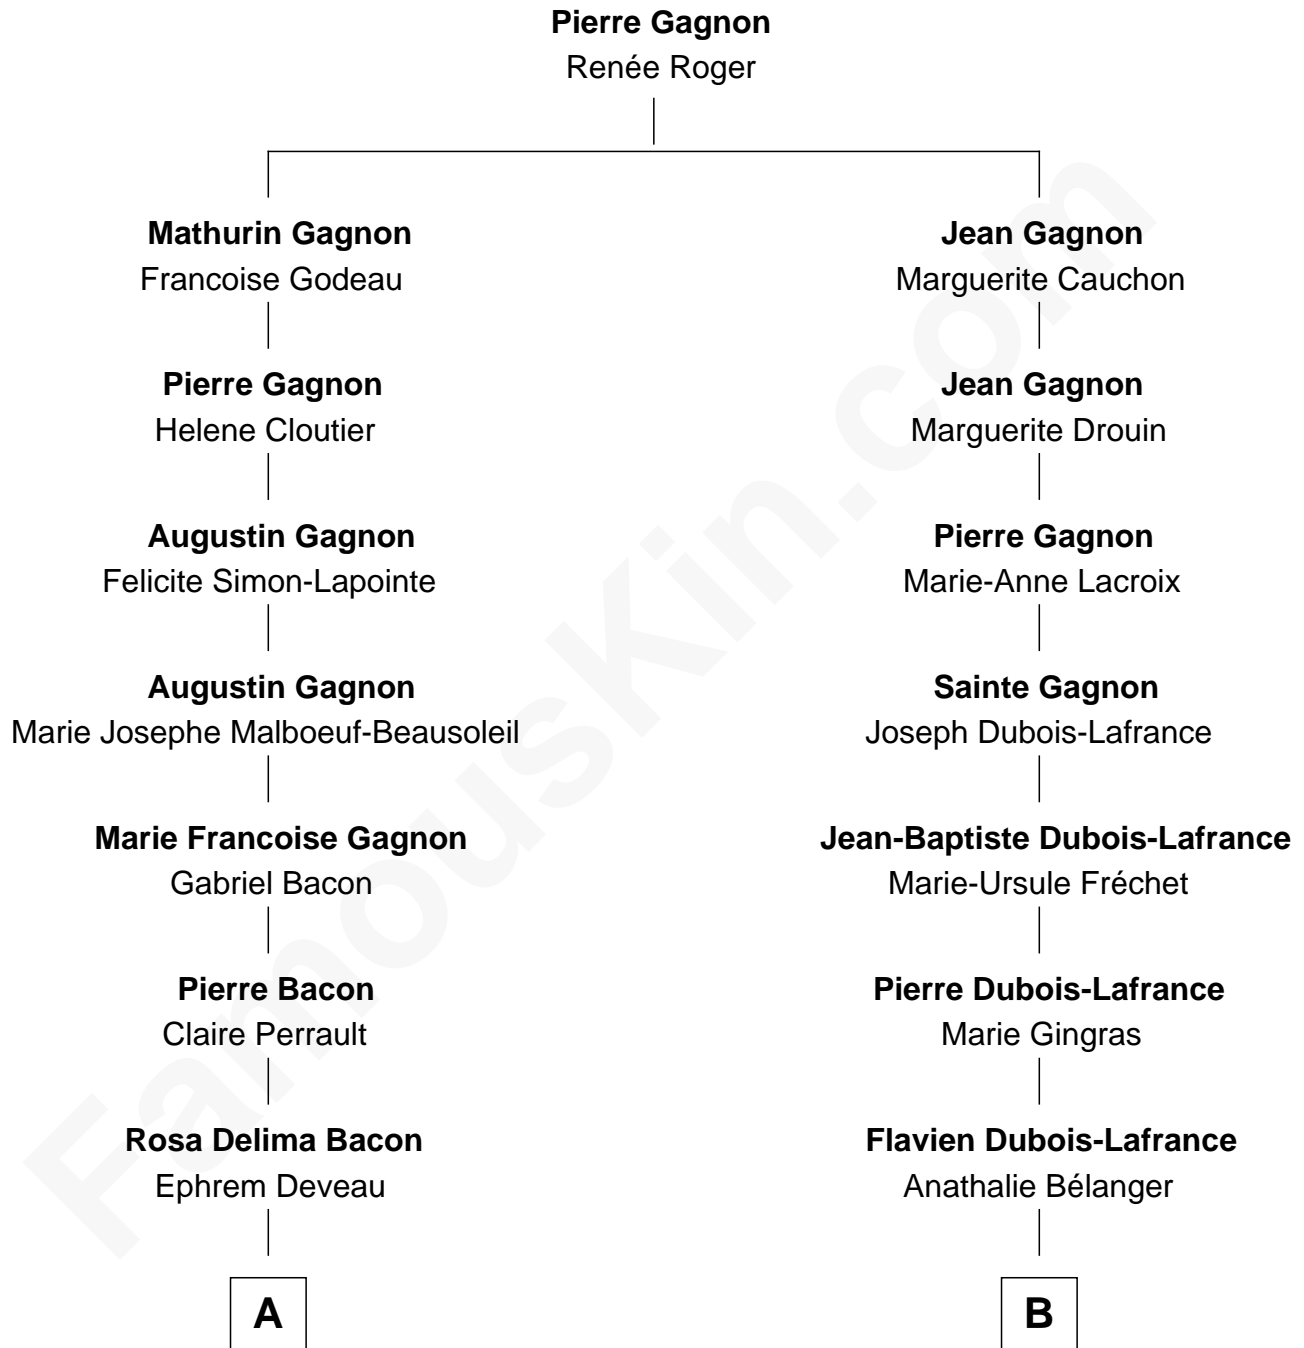 Pierre Gagnon
Renée Roger
Mathurin Gagnon
Francoise Godeau
Jean Gagnon
Marguerite Cauchon
Pierre Gagnon
Helene Cloutier
Jean Gagnon
Marguerite Drouin
Augustin Gagnon
Felicite Simon-Lapointe
Pierre Gagnon
Marie-Anne Lacroix
Augustin Gagnon
Marie Josephe Malboeuf-Beausoleil
Sainte Gagnon
Joseph Dubois-Lafrance
Marie Francoise Gagnon
Gabriel Bacon
Jean-Baptiste Dubois-Lafrance
Marie-Ursule Fréchet
Pierre Bacon
Claire Perrault
Pierre Dubois-Lafrance
Marie Gingras
Rosa Delima Bacon
Ephrem Deveau
Flavien Dubois-Lafrance
Anathalie Bélanger
A
B
FamousKin.com